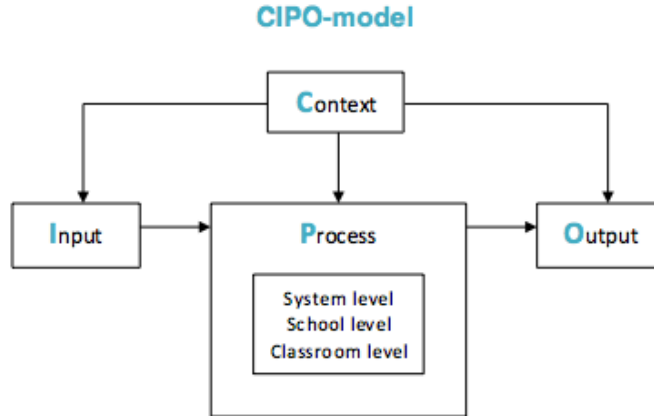 CIPO-model
Context
Input
Process
Output
System level
School level
Classroom level